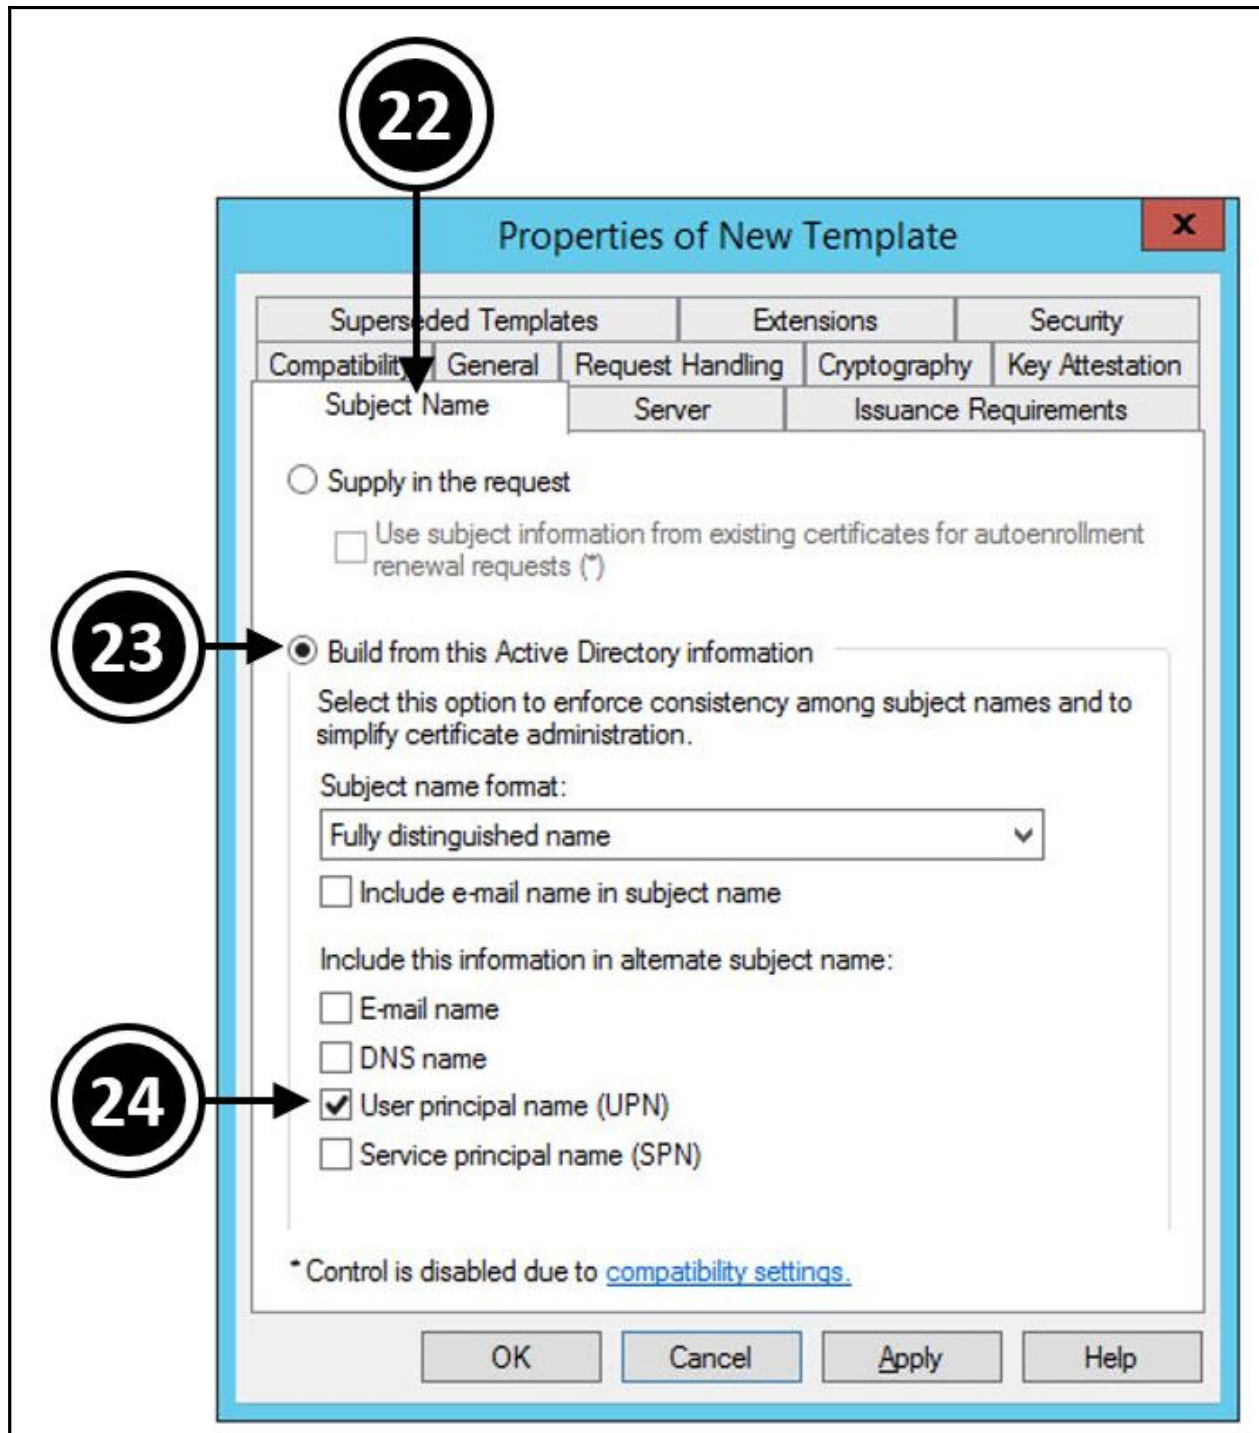 22
Properties of New Template
x
Superseded Templates Extensions Security
Compatibility General Request Handling Cryptography Key Attestation
Subject Name Server Issuance Requirements
Supply in the request
Use subject information from existing certificates for autoenrollment
renewal requests (*)
23
Build from this Active Directory information
Select this option to enforce consistency among subject names and to
simplify certificate administration.
Subject name format:
Fully distinguished name
Include e-mail name in subject name
Include this information in alternate subject name:
E-mail name
DNS name
24
User principal name (UPN)
Service principal name (SPN)
* Control is disabled due to compatibility settings.
OK Cancel Apply Help